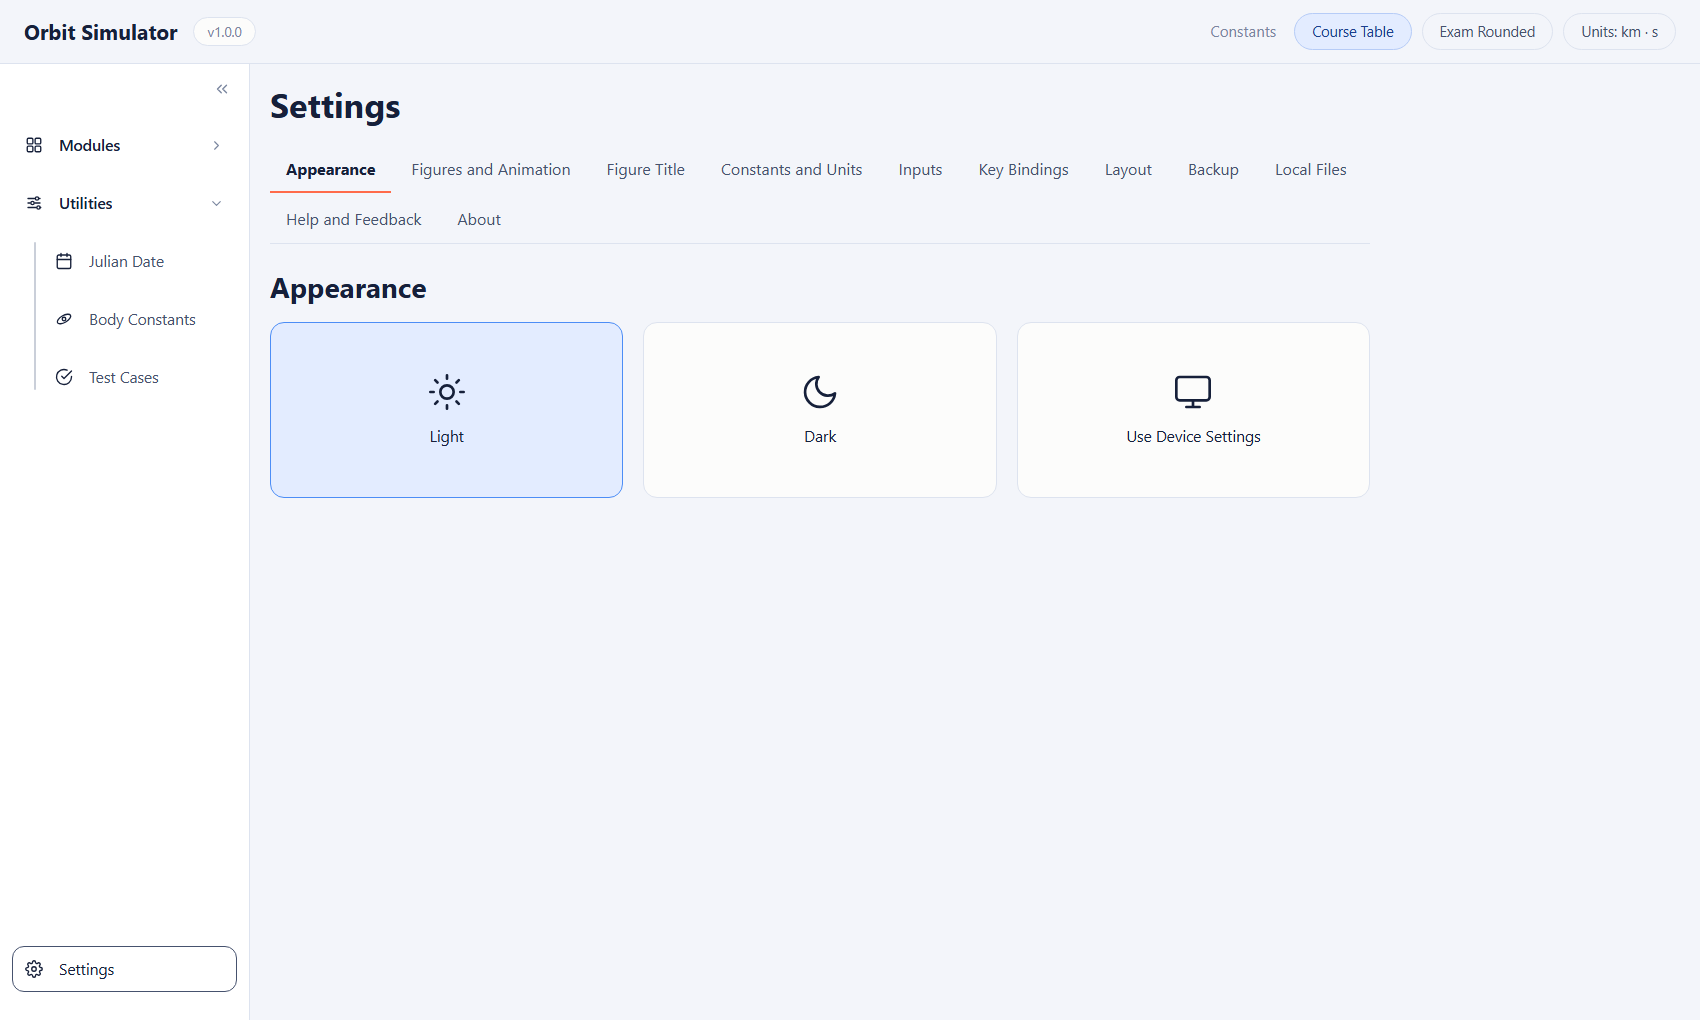 Orbit Simulator v1.0.0 Constants Course Table Exam Rounded Units: km · s
Modules
Utilities
Julian Date
Body Constants
Test Cases
Settings
Settings
Appearance Figures and Animation Figure Title Constants and Units Inputs Key Bindings Layout Backup Local Files
Help and Feedback About
Appearance
Light Dark Use Device Settings